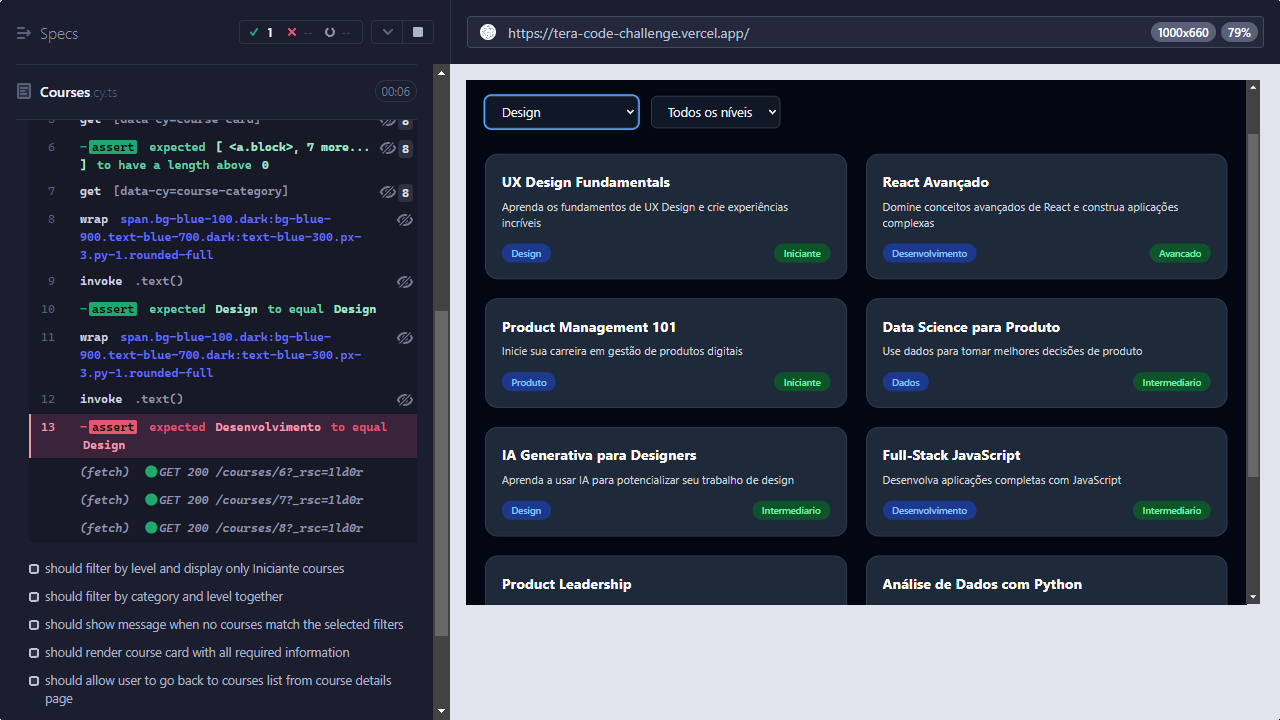 Specs
1
--
--
https://tera-code-challenge.vercel.app/
1000x660
79%
Courses.cy.ts
00:06
5 get [data-cy=course-card] 8
6 -assert expected [ <a.block>, 7 more... 8
] to have a length above 0
7 get [data-cy=course-category] 8
8 wrap span.bg-blue-100.dark:bg-blue-
900.text-blue-700.dark:text-blue-300.px-
3.py-1.rounded-full
9 invoke .text()
10 -assert expected Design to equal Design
11 wrap span.bg-blue-100.dark:bg-blue-
900.text-blue-700.dark:text-blue-300.px-
3.py-1.rounded-full
12 invoke .text()
13 -assert expected Desenvolvimento to equal
Design
(fetch) GET 200 /courses/6?_rsc=1ld0r
(fetch) GET 200 /courses/7?_rsc=1ld0r
(fetch) GET 200 /courses/8?_rsc=1ld0r
should filter by level and display only Iniciante courses
should filter by category and level together
should show message when no courses match the selected filters
should render course card with all required information
should allow user to go back to courses list from course details
page
Design
Todos os níveis
UX Design Fundamentals
Aprenda os fundamentos de UX Design e crie experiências
incríveis
Design
Iniciante
React Avançado
Domine conceitos avançados de React e construa aplicações
complexas
Desenvolvimento
Avancado
Product Management 101
Inicie sua carreira em gestão de produtos digitais
Produto
Iniciante
Data Science para Produto
Use dados para tomar melhores decisões de produto
Dados
Intermediario
IA Generativa para Designers
Aprenda a usar IA para potencializar seu trabalho de design
Design
Intermediario
Full-Stack JavaScript
Desenvolva aplicações completas com JavaScript
Desenvolvimento
Intermediario
Product Leadership
Análise de Dados com Python